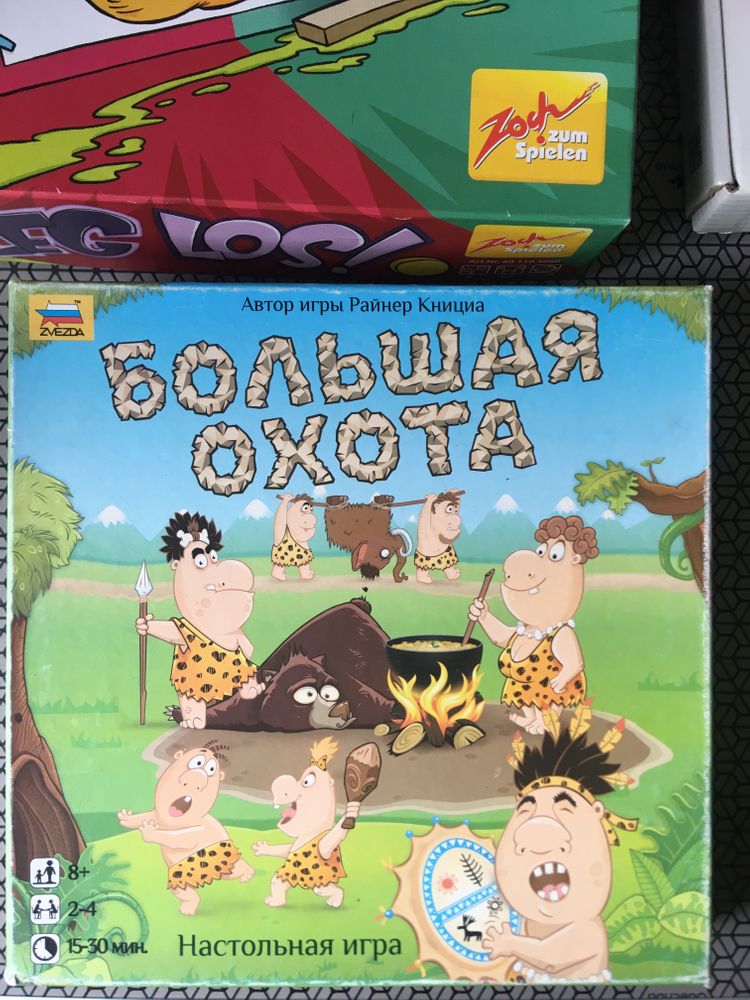 Zoch
zum
Spielen
EG LOS!
Zoch
zum
Spielen
ZVEZDA
Автор игры Райнер Книциа
БОЛЬШАЯ
ОХОТА
8+
2-4
15-30 мин.
Настольная игра